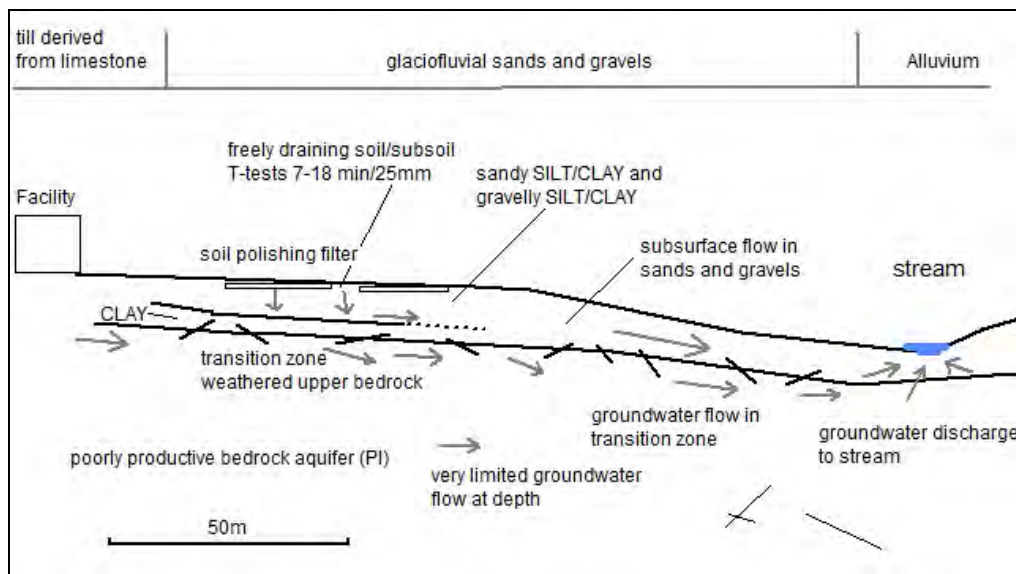 till derived
from limestone
glaciofluvial sands and gravels
Alluvium
freely draining soil/subsoil
T-tests 7-18 min/25mm
sandy SILT/CLAY and
gravelly SILT/CLAY
Facility
soil polishing filter
subsurface flow in
sands and gravels
stream
CLAY
transition zone
weathered upper bedrock
groundwater flow in
transition zone
groundwater discharge
to stream
poorly productive bedrock aquifer (Pl)
very limited groundwater
flow at depth
50m